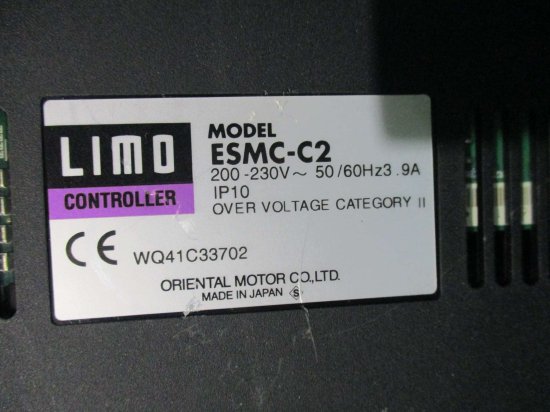 LIMO
CONTROLLER
MODEL
ESMC-C2
200-230V~ 50/60Hz3.9A
IP10
OVER VOLTAGE CATEGORY II
CE WQ41C33702
ORIENTAL MOTOR CO.,LTD.
MADE IN JAPAN S